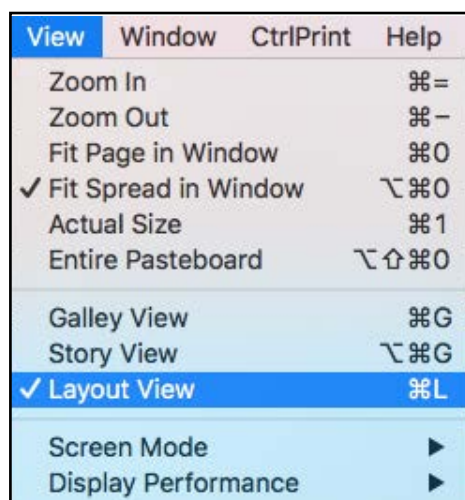 View Window CtrlPrint Help
Zoom In ⌘=
Zoom Out ⌘−
Fit Page in Window ⌘0
✓ Fit Spread in Window ⌥⌘0
Actual Size ⌘1
Entire Pasteboard ⌥⇧⌘0
Galley View ⌘G
Story View ⌥⌘G
✓ Layout View ⌘L
Screen Mode ▶
Display Performance ▶